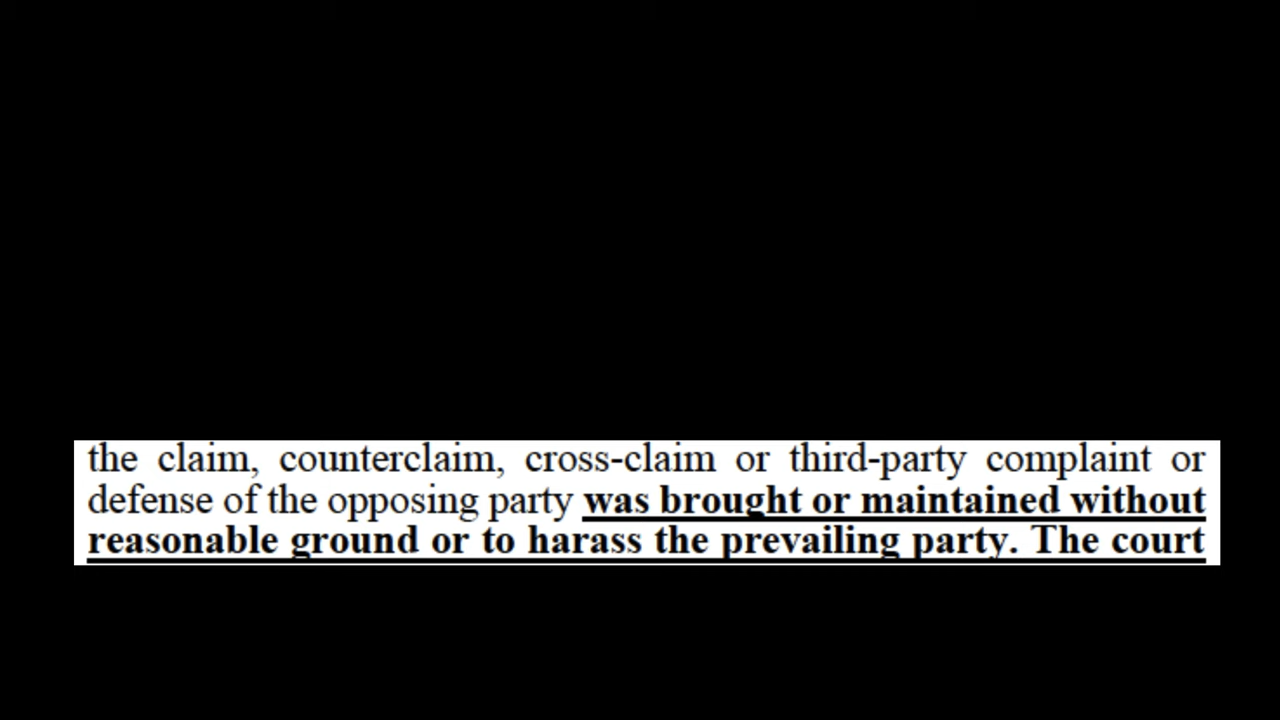 the claim, counterclaim, cross-claim or third-party complaint or
defense of the opposing party was brought or maintained without
reasonable ground or to harass the prevailing party. The court